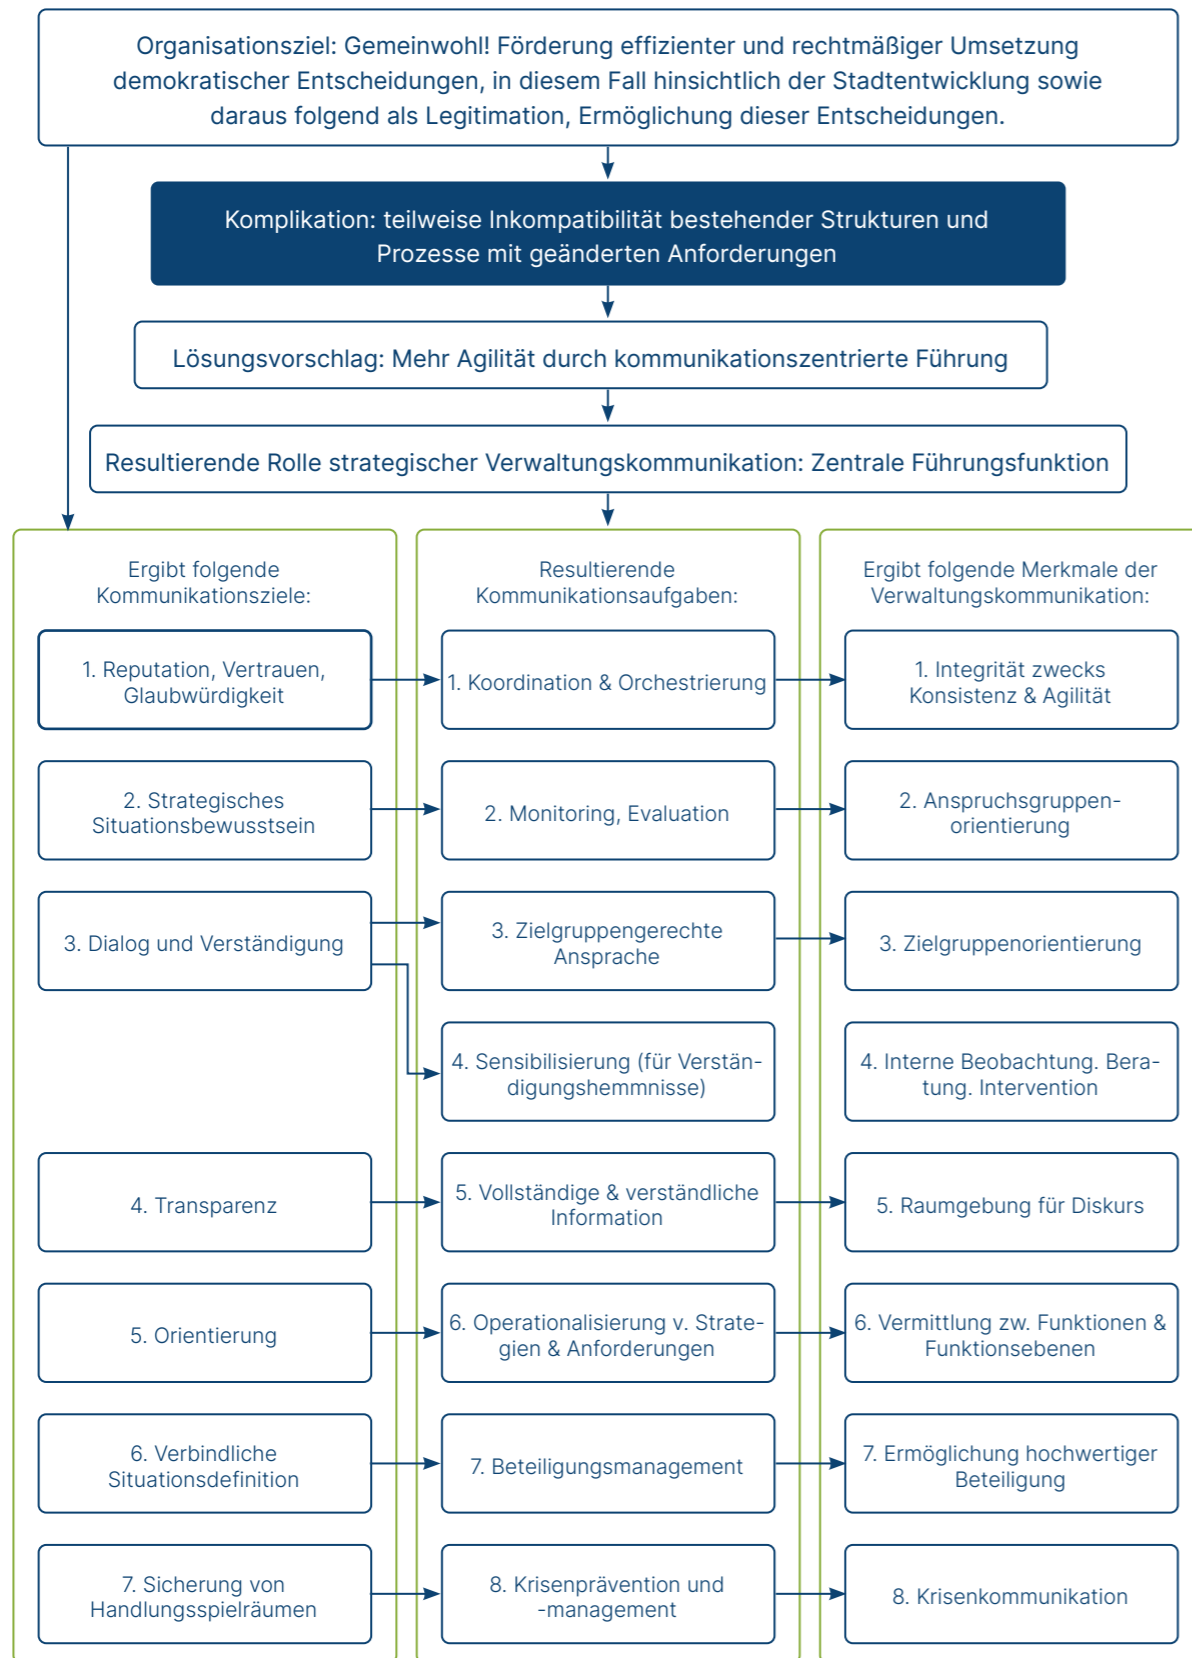 Organisationsziel: Gemeinwohl! Förderung effizienter und rechtmäßiger Umsetzung
demokratischer Entscheidungen, in diesem Fall hinsichtlich der Stadtentwicklung sowie
daraus folgend als Legitimation, Ermöglichung dieser Entscheidungen.
Komplikation: teilweise Inkompatibilität bestehender Strukturen und
Prozesse mit geänderten Anforderungen
Lösungsvorschlag: Mehr Agilität durch kommunikationszentrierte Führung
Resultierende Rolle strategischer Verwaltungskommunikation: Zentrale Führungsfunktion
Ergibt folgende
Kommunikationsziele:
1. Reputation, Vertrauen,
Glaubwürdigkeit
2. Strategisches
Situationsbewusstsein
3. Dialog und Verständigung
4. Transparenz
5. Orientierung
6. Verbindliche
Situationsdefinition
7. Sicherung von
Handlungsspielräumen
Resultierende
Kommunikationsaufgaben:
1. Koordination & Orchestrierung
2. Monitoring, Evaluation
3. Zielgruppengerechte
Ansprache
4. Sensibilisierung (für Verstän-
digungshemmnisse)
5. Vollständige & verständliche
Information
6. Operationalisierung v. Strate-
gien & Anforderungen
7. Beteiligungsmanagement
8. Krisenprävention und
-management
Ergibt folgende Merkmale der
Verwaltungskommunikation:
1. Integrität zwecks
Konsistenz & Agilität
2. Anspruchsgruppen-
orientierung
3. Zielgruppenorientierung
4. Interne Beobachtung. Bera-
tung. Intervention
5. Raumgebung für Diskurs
6. Vermittlung zw. Funktionen &
Funktionsebenen
7. Ermöglichung hochwertiger
Beteiligung
8. Krisenkommunikation